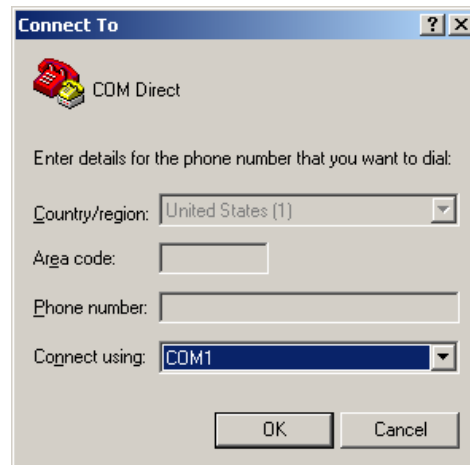 Connect To
COM Direct
Enter details for the phone number that you want to dial:
Country/region: United States (1)
Area code:
Phone number:
Connect using: COM1
OK Cancel